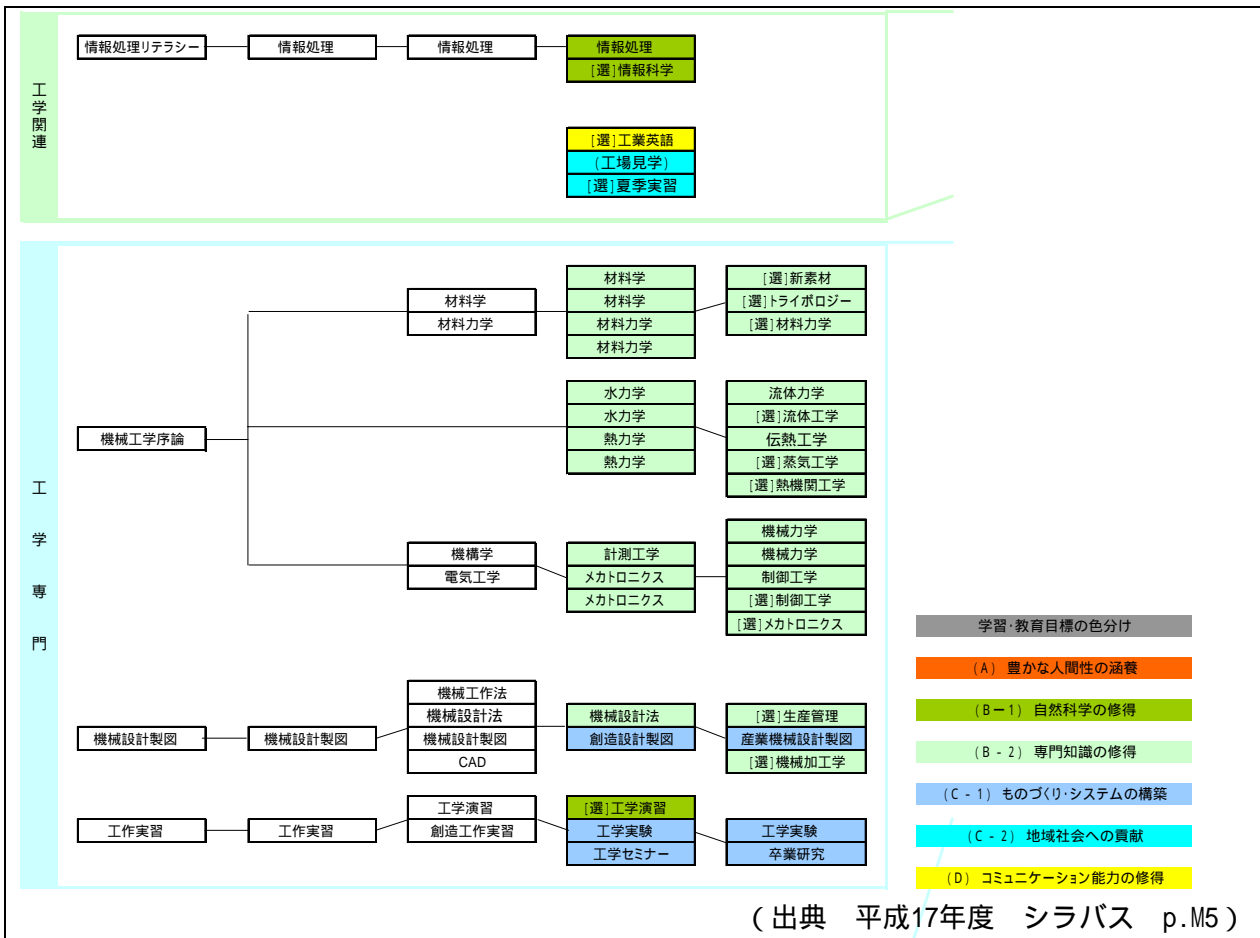 工学関連
情報処理リテラシー
情報処理
情報処理
情報処理
[選]情報科学
[選]工業英語
(工場見学)
[選]夏季実習
工学専門
機械工学序論
材料学
材料力学
材料学
材料学
材料力学
材料力学
[選]新素材
[選]トライボロジー
[選]材料力学
水力学
水力学
熱力学
熱力学
流体力学
[選]流体工学
伝熱工学
[選]蒸気工学
[選]熱機関工学
機構学
電気工学
計測工学
メカトロニクス
メカトロニクス
機械力学
機械力学
制御工学
[選]制御工学
[選]メカトロニクス
機械設計製図
機械設計製図
機械工作法
機械設計法
機械設計製図
CAD
機械設計法
創造設計製図
[選]生産管理
産業機械設計製図
[選]機械加工学
工作実習
工作実習
工学演習
創造工作実習
[選]工学演習
工学実験
工学セミナー
工学実験
卒業研究
学習・教育目標の色分け
(A) 豊かな人間性の涵養
(B－1) 自然科学の修得
(B - 2) 専門知識の修得
(C - 1) ものづくり・システムの構築
(C - 2) 地域社会への貢献
(D) コミュニケーション能力の修得
(出典 平成17年度 シラバス p.M5)